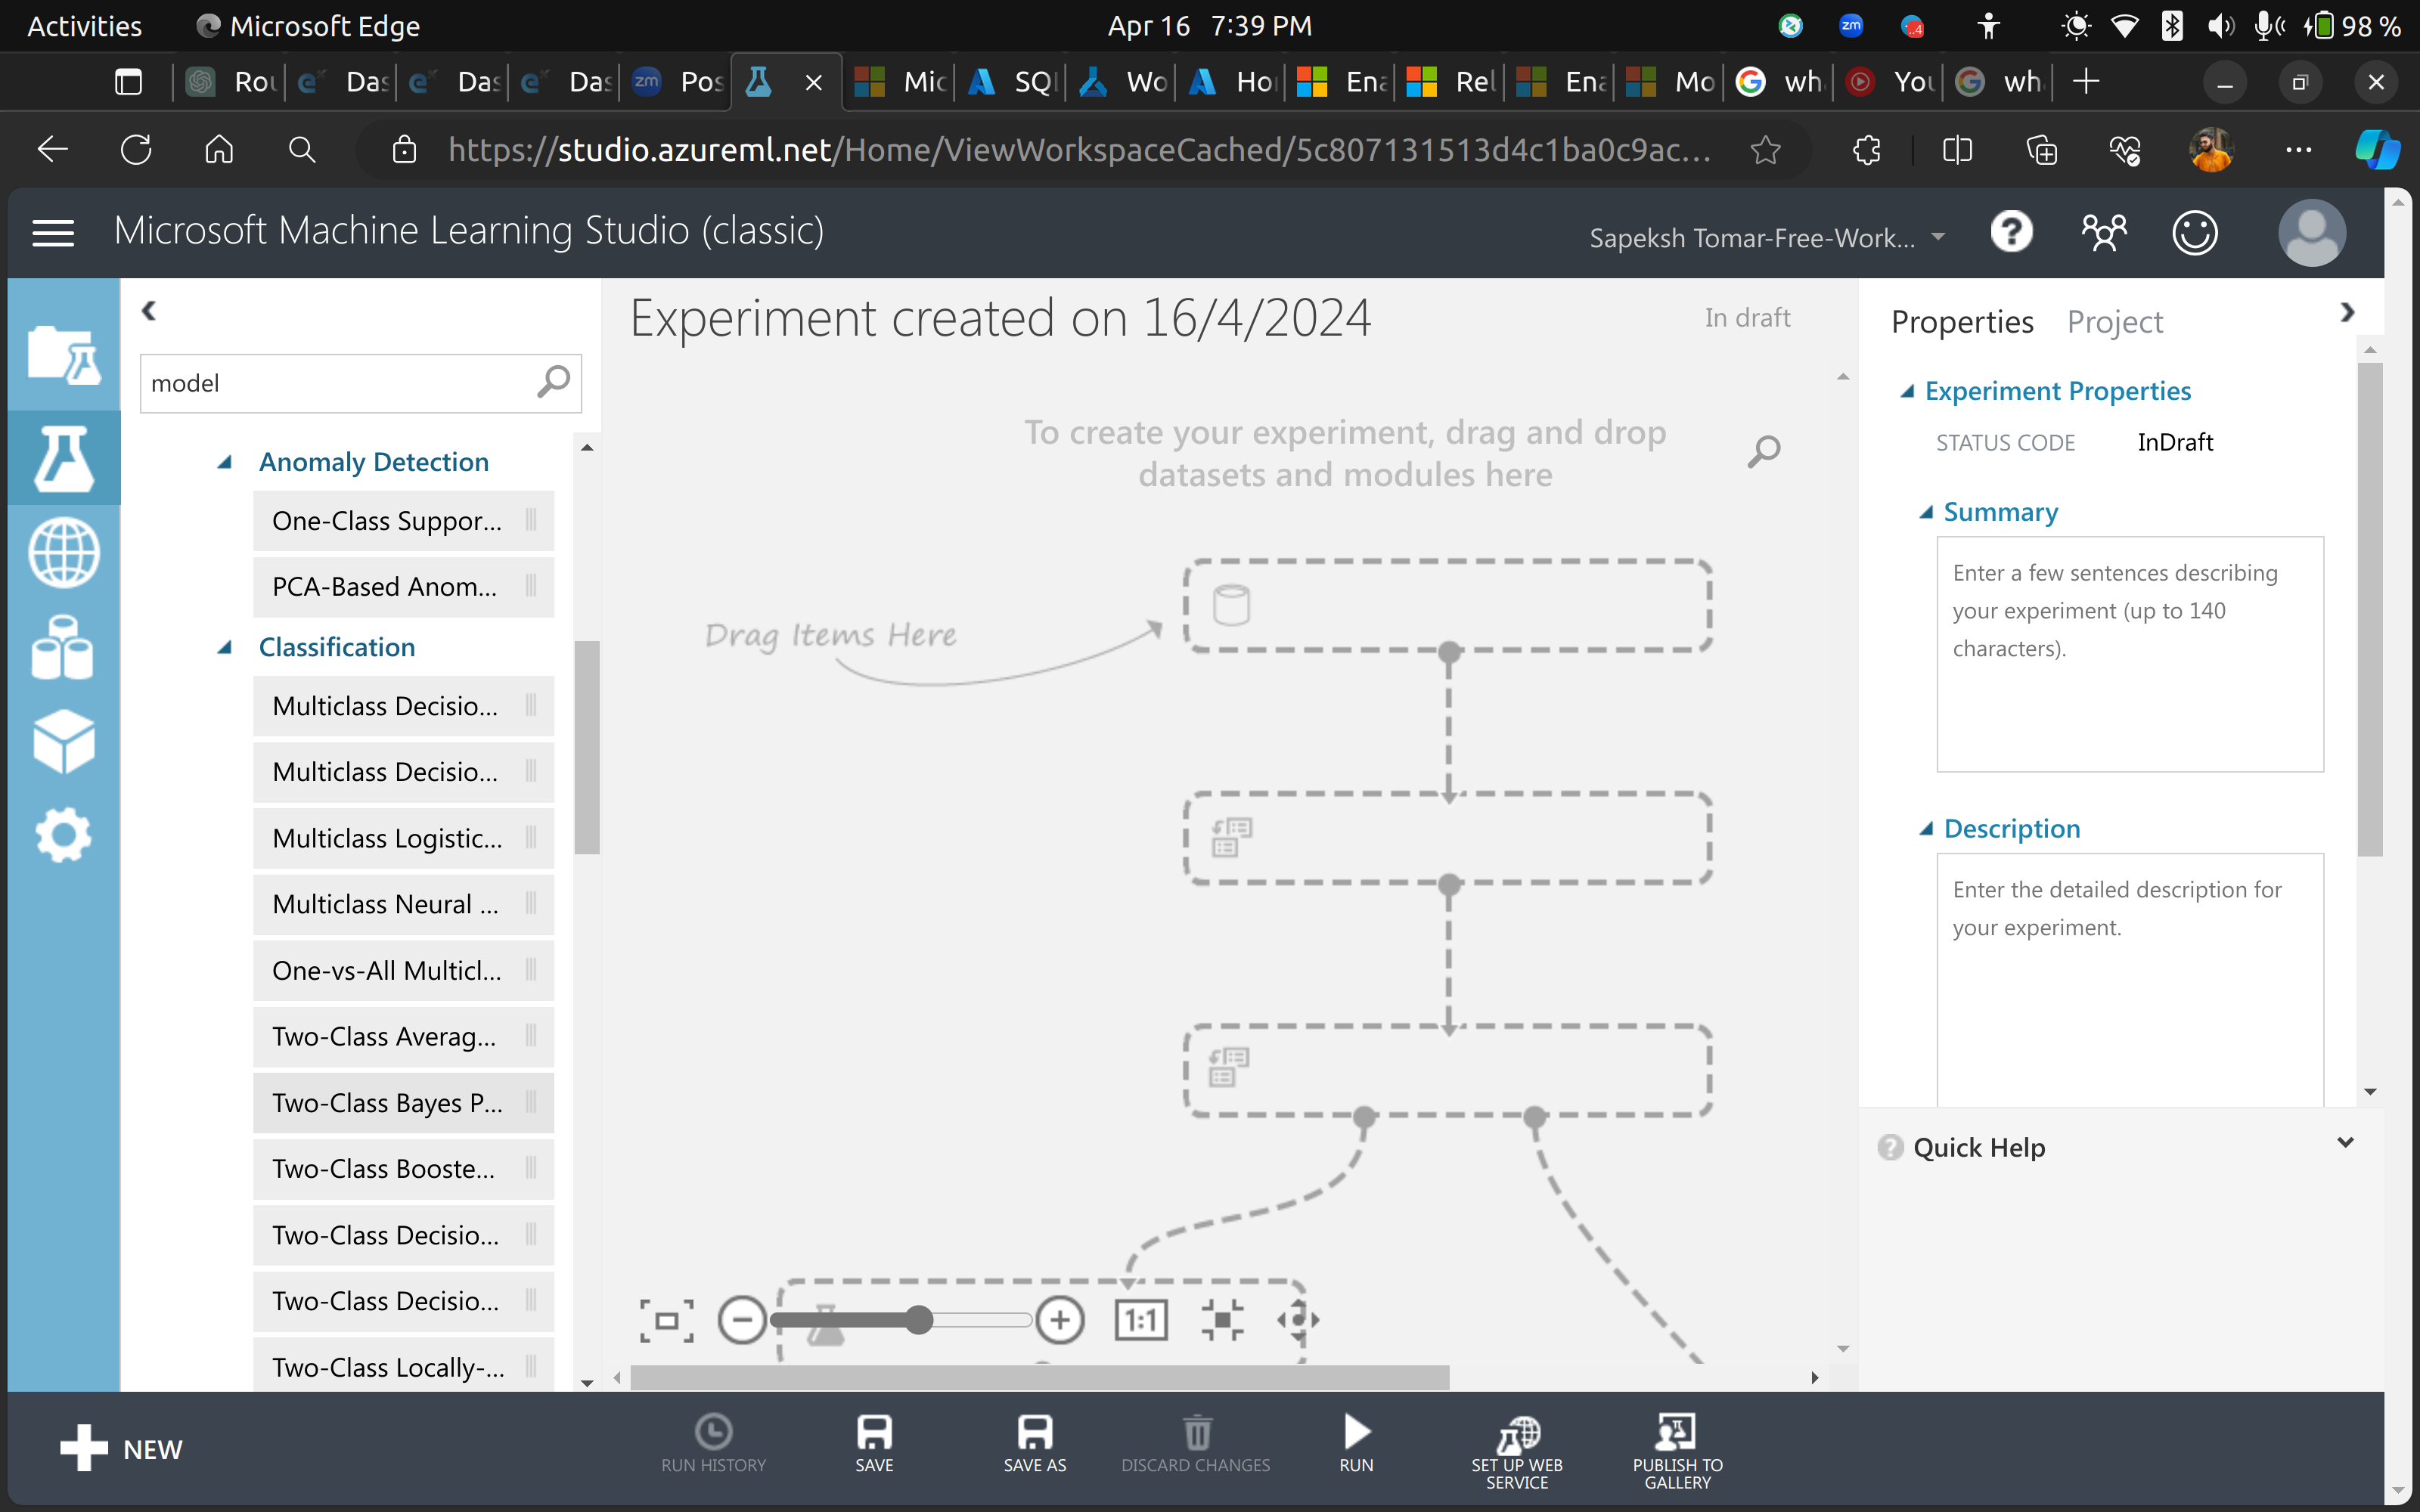 Activities
Microsoft Edge
Apr 16 7:39 PM
98 %
Rou
Das
Das
Das
zm
Pos
Mic
SQL
Wo
Ho
Ena
Rel
Ena
Mo
wh
You
wh
https://studio.azureml.net/Home/ViewWorkspaceCached/5c807131513d4c1ba0c9ac...
Microsoft Machine Learning Studio (classic)
Sapeksh Tomar-Free-Work...
model
Anomaly Detection
One-Class Suppor...
PCA-Based Anom...
Classification
Multiclass Decisio...
Multiclass Decisio...
Multiclass Logistic...
Multiclass Neural ...
One-vs-All Multicl...
Two-Class Averag...
Two-Class Bayes P...
Two-Class Booste...
Two-Class Decisio...
Two-Class Decisio...
Two-Class Locally-...
Experiment created on 16/4/2024
In draft
To create your experiment, drag and drop
datasets and modules here
Drag Items Here
1:1
Properties
Project
Experiment Properties
STATUS CODE
InDraft
Summary
Enter a few sentences describing
your experiment (up to 140
characters).
Description
Enter the detailed description for
your experiment.
Quick Help
NEW
RUN HISTORY
SAVE
SAVE AS
DISCARD CHANGES
RUN
SET UP WEB
SERVICE
PUBLISH TO
GALLERY